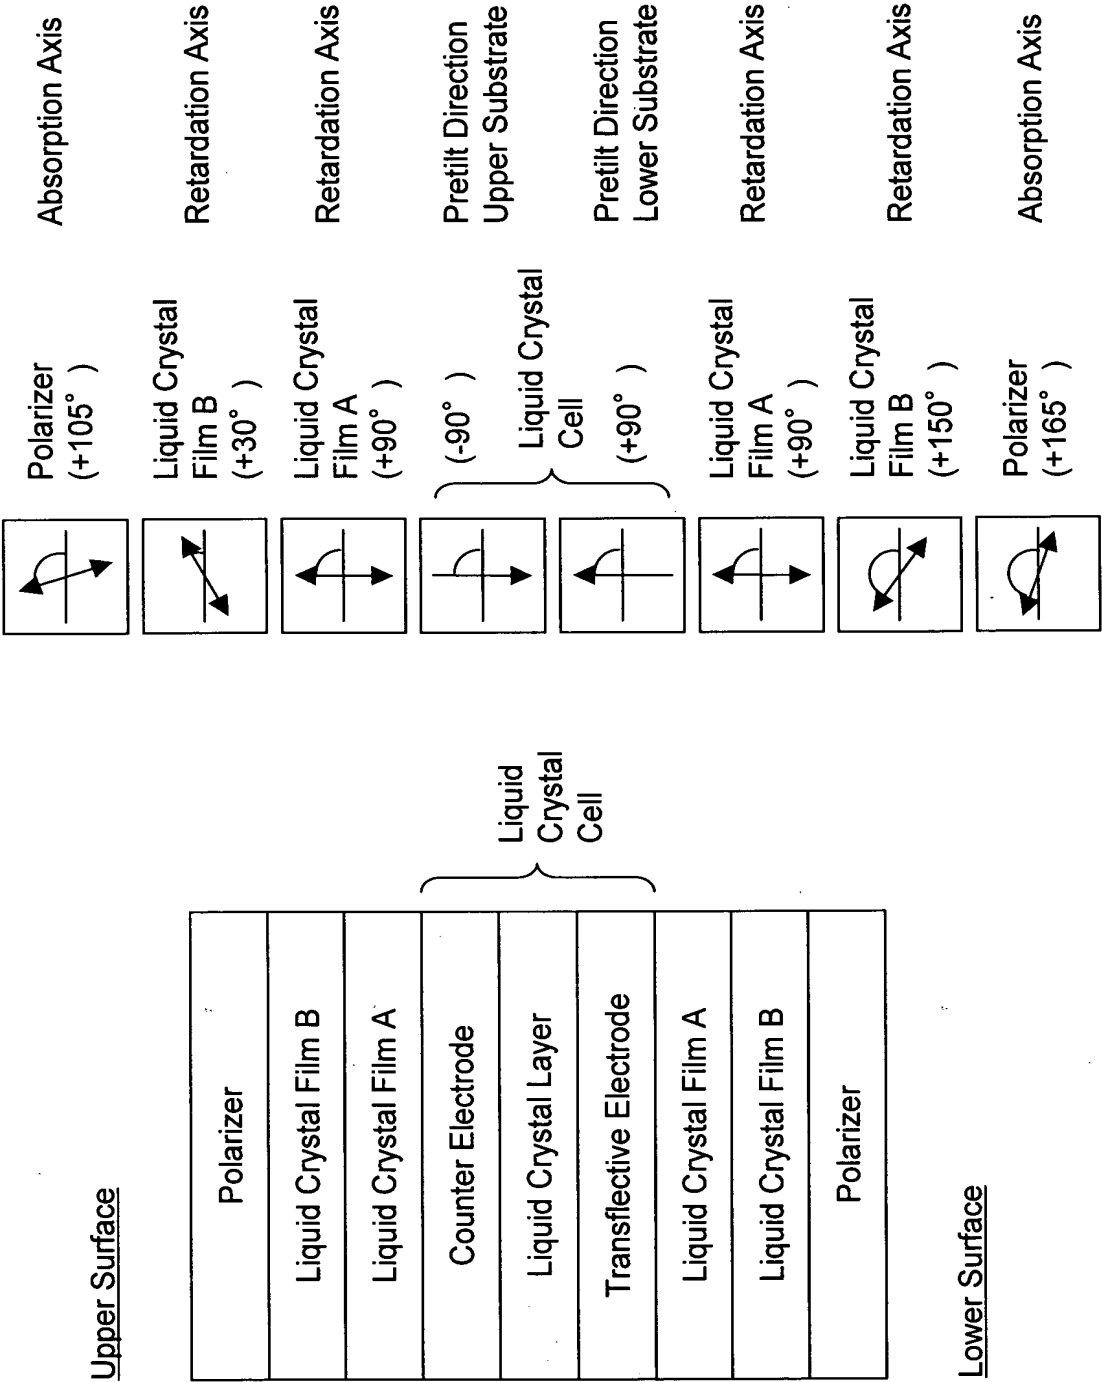 Upper Surface
Polarizer
Liquid Crystal Film B
Liquid Crystal Film A
Counter Electrode
Liquid Crystal Layer
Transflective Electrode
Liquid Crystal Film A
Liquid Crystal Film B
Polarizer
Lower Surface
Liquid
Crystal
Cell
Polarizer
(+105° )
Absorption Axis
Liquid Crystal
Film B
(+30° )
Retardation Axis
Liquid Crystal
Film A
(+90° )
Retardation Axis
(-90° )
Pretilt Direction
Upper Substrate
Liquid Crystal
Cell
(+90° )
Pretilt Direction
Lower Substrate
Liquid Crystal
Film A
(+90° )
Retardation Axis
Liquid Crystal
Film B
(+150° )
Retardation Axis
Polarizer
(+165° )
Absorption Axis